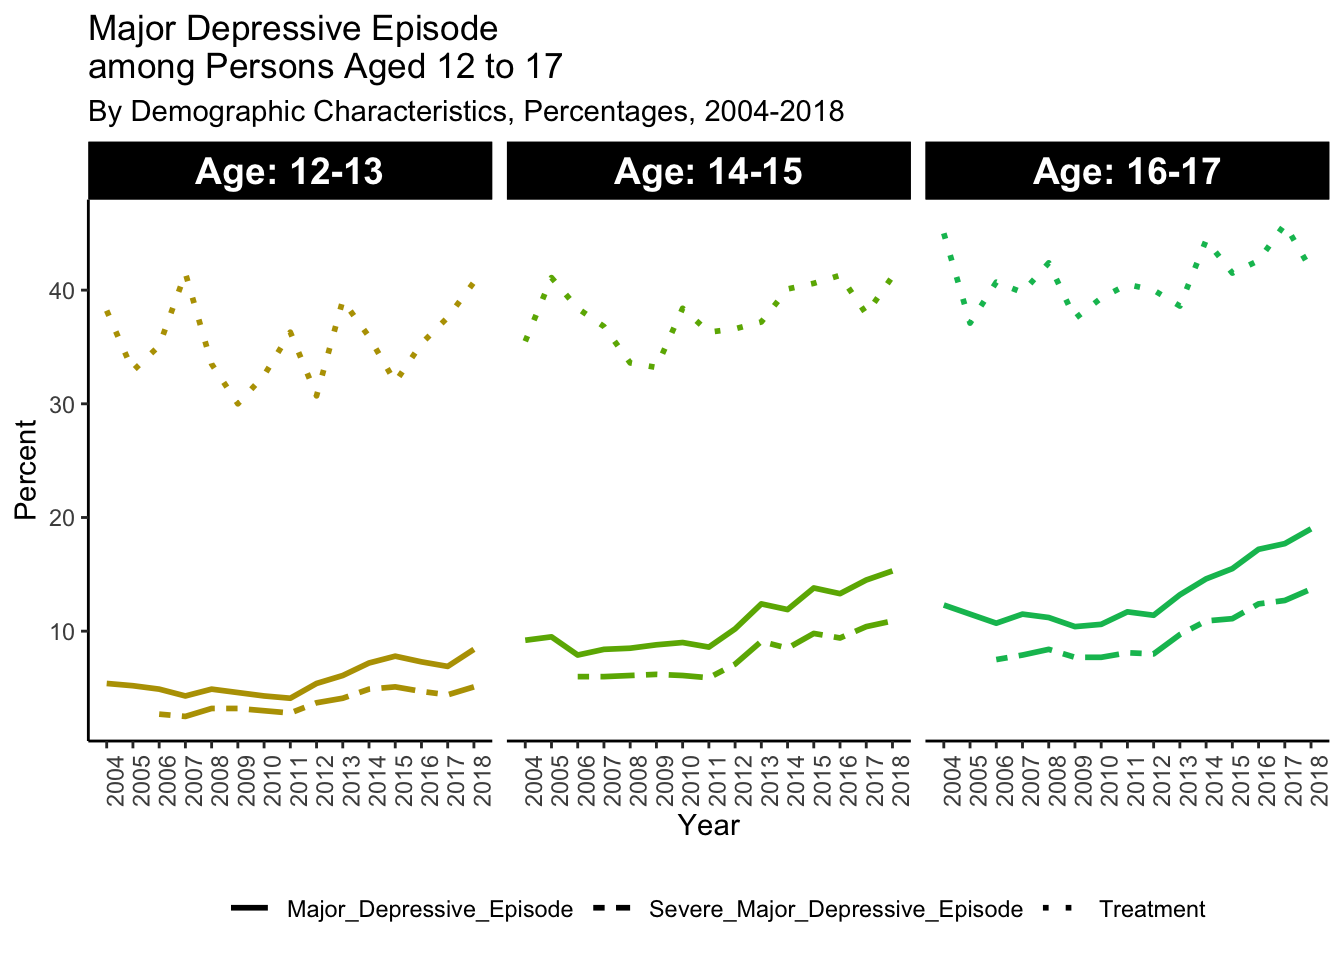 Major Depressive Episode
among Persons Aged 12 to 17
By Demographic Characteristics, Percentages, 2004-2018
Age: 12-13
Age: 14-15
Age: 16-17
Percent
40
30
20
10
2004 2005 2006 2007 2008 2009 2010 2011 2012 2013 2014 2015 2016 2017 2018
2004 2005 2006 2007 2008 2009 2010 2011 2012 2013 2014 2015 2016 2017 2018
2004 2005 2006 2007 2008 2009 2010 2011 2012 2013 2014 2015 2016 2017 2018
Year
Major_Depressive_Episode Severe_Major_Depressive_Episode Treatment